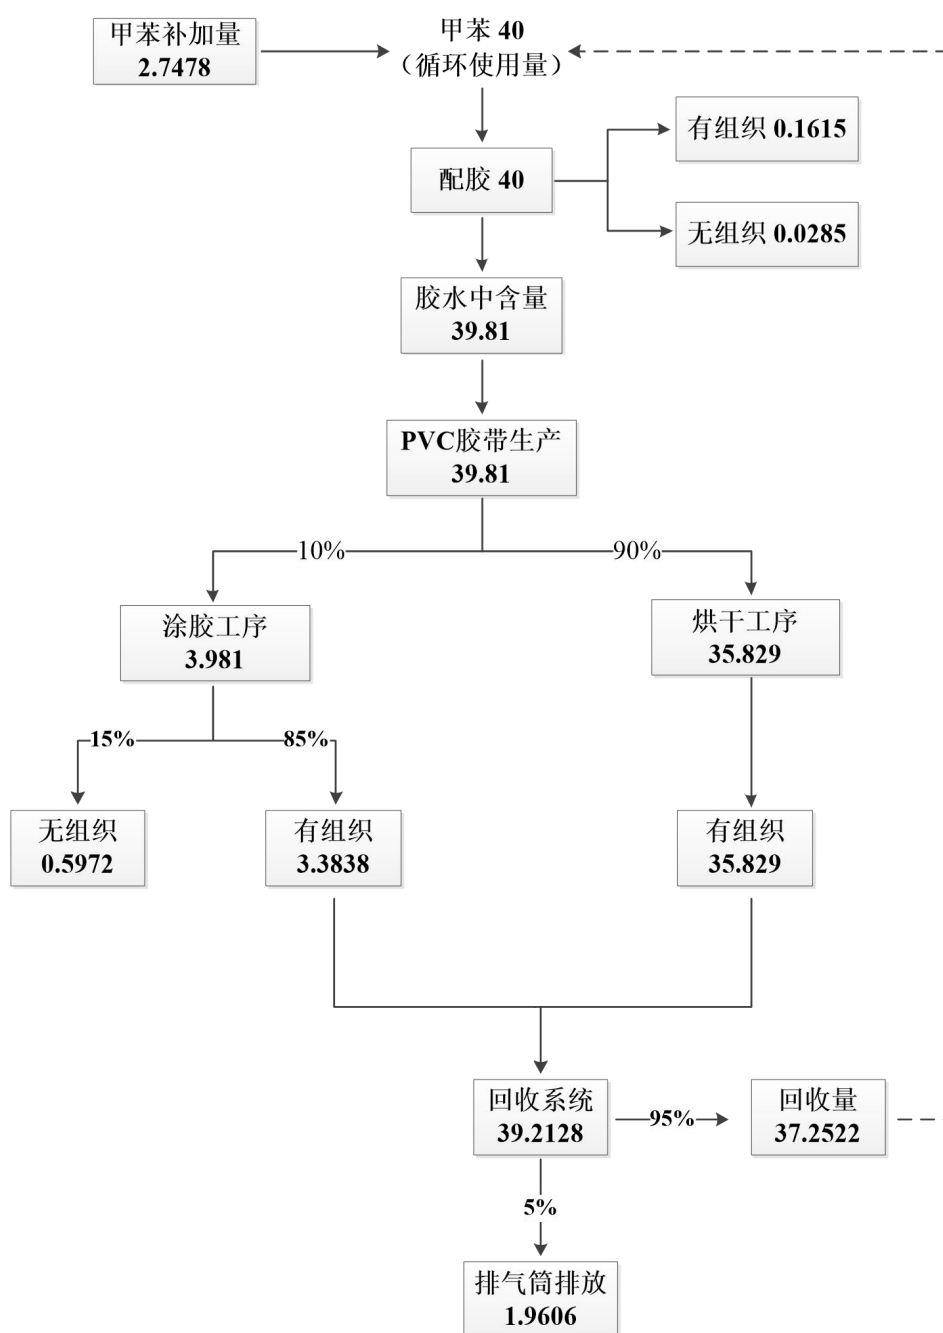 甲苯补加量
2.7478
甲苯 40
（循环使用量）
有组织 0.1615
配胶 40
无组织 0.0285
胶水中含量
39.81
PVC胶带生产
39.81
10%
90%
涂胶工序
3.981
烘干工序
35.829
15%
85%
无组织
0.5972
有组织
3.3838
有组织
35.829
回收系统
39.2128
95%
回收量
37.2522
5%
排气筒排放
1.9606